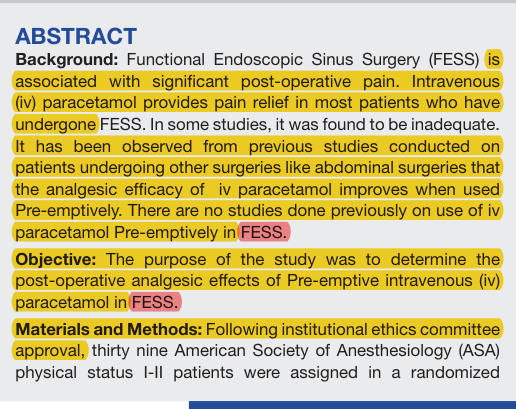 ABSTRACT
Background: Functional Endoscopic Sinus Surgery (FESS) is
associated with significant post-operative pain. Intravenous
(iv) paracetamol provides pain relief in most patients who have
undergone FESS. In some studies, it was found to be inadequate.
It has been observed from previous studies conducted on
patients undergoing other surgeries like abdominal surgeries that
the analgesic efficacy of iv paracetamol improves when used
Pre-emptively. There are no studies done previously on use of iv
paracetamol Pre-emptively in FESS.
Objective: The purpose of the study was to determine the
post-operative analgesic effects of Pre-emptive intravenous (iv)
paracetamol in FESS.
Materials and Methods: Following institutional ethics committee
approval, thirty nine American Society of Anesthesiology (ASA)
physical status I-II patients were assigned in a randomized